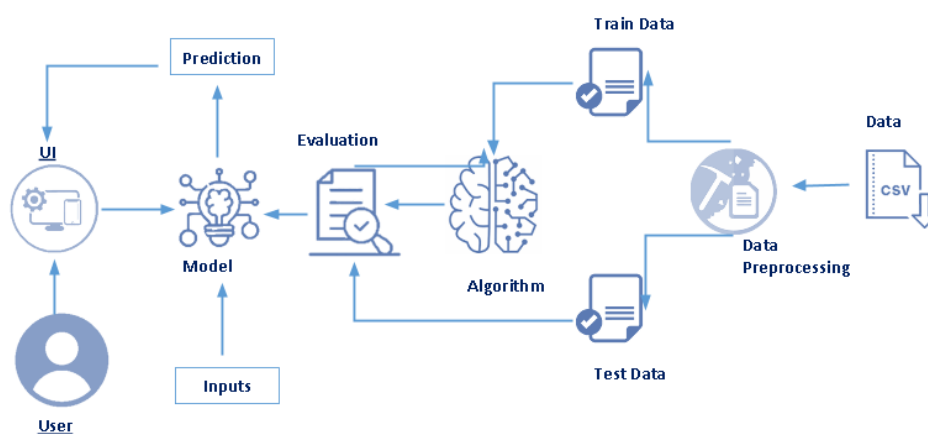 Train Data
Prediction
Data
Evaluation
UI
CSV
Model
Data
Preprocessing
Algorithm
Inputs
Test Data
User